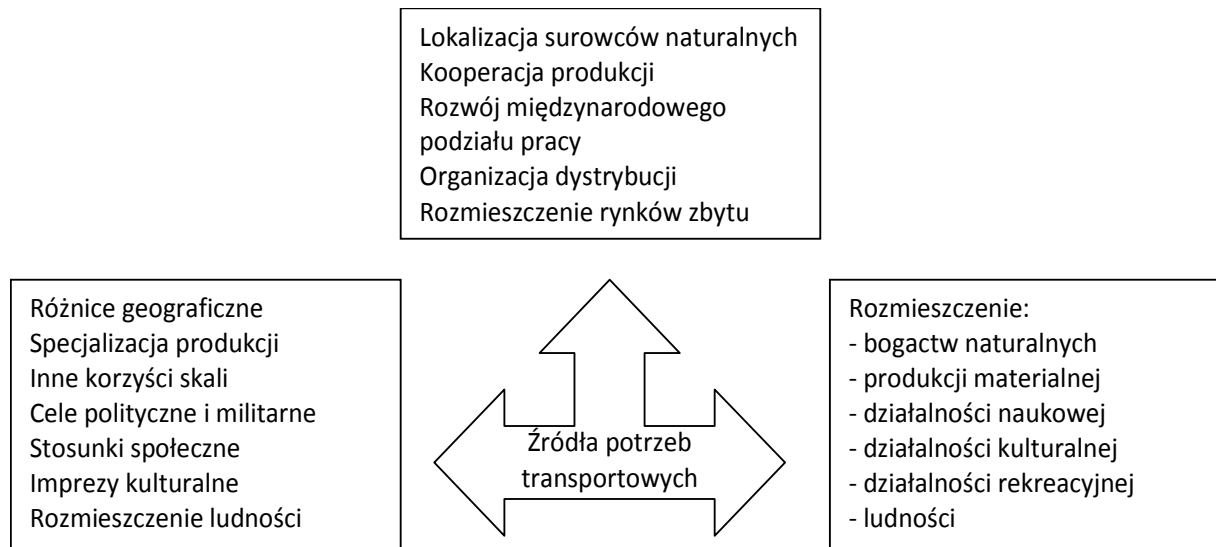 Lokalizacja surowców naturalnych
Kooperacja produkcji
Rozwój międzynarodowego
podziału pracy
Organizacja dystrybucji
Rozmieszczenie rynków zbytu
Różnice geograficzne
Specjalizacja produkcji
Inne korzyści skali
Cele polityczne i militarne
Stosunki społeczne
Imprezy kulturalne
Rozmieszczenie ludności
Źródła potrzeb
transportowych
Rozmieszczenie:
- bogactw naturalnych
- produkcji materialnej
- działalności naukowej
- działalności kulturalnej
- działalności rekreacyjnej
- ludności